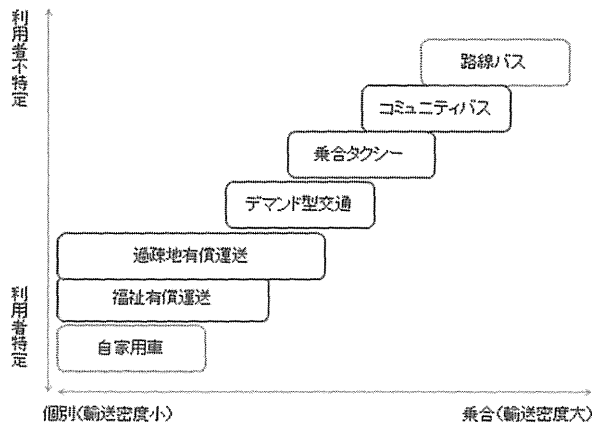 利用者不特定
路線バス
コミュニティバス
乗合タクシー
デマンド型交通
過疎地有償運送
福祉有償運送
自家用車
利用者特定
個別(輸送密度小)
乗合(輸送密度大)